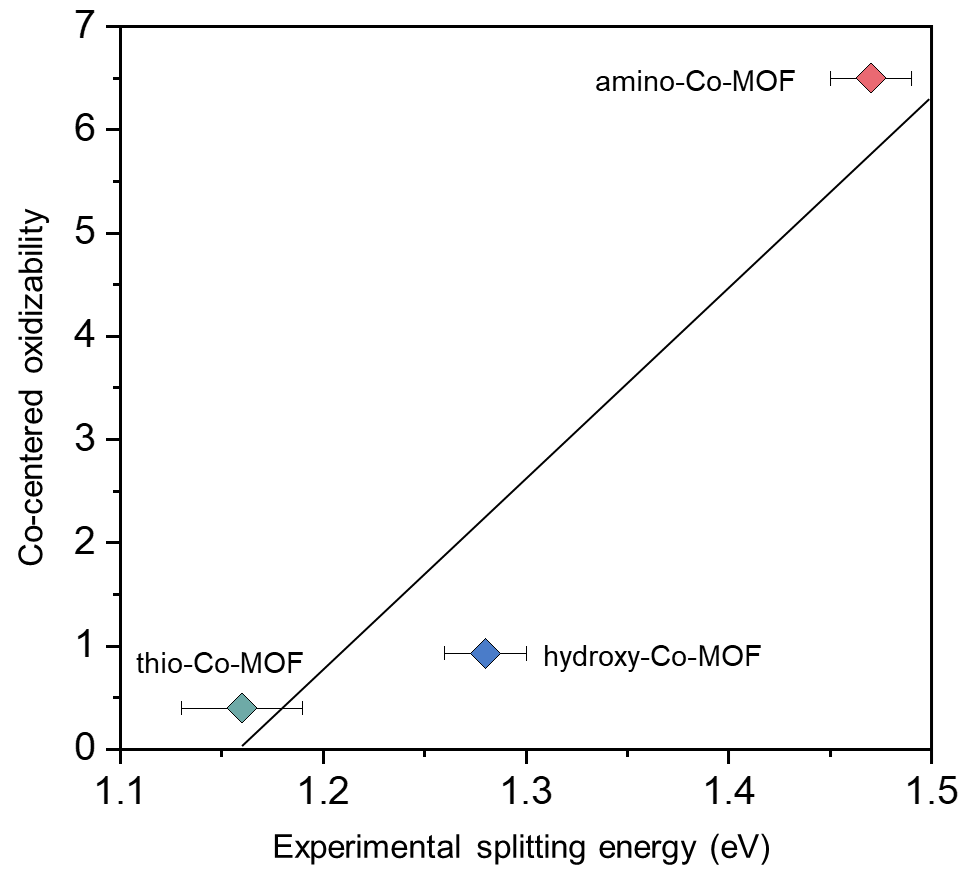 7
amino-Co-MOF
6
5
4
3
2
1
0
Co-centered oxidizability
thio-Co-MOF
hydroxy-Co-MOF
1.1 1.2 1.3 1.4 1.5
Experimental splitting energy (eV)